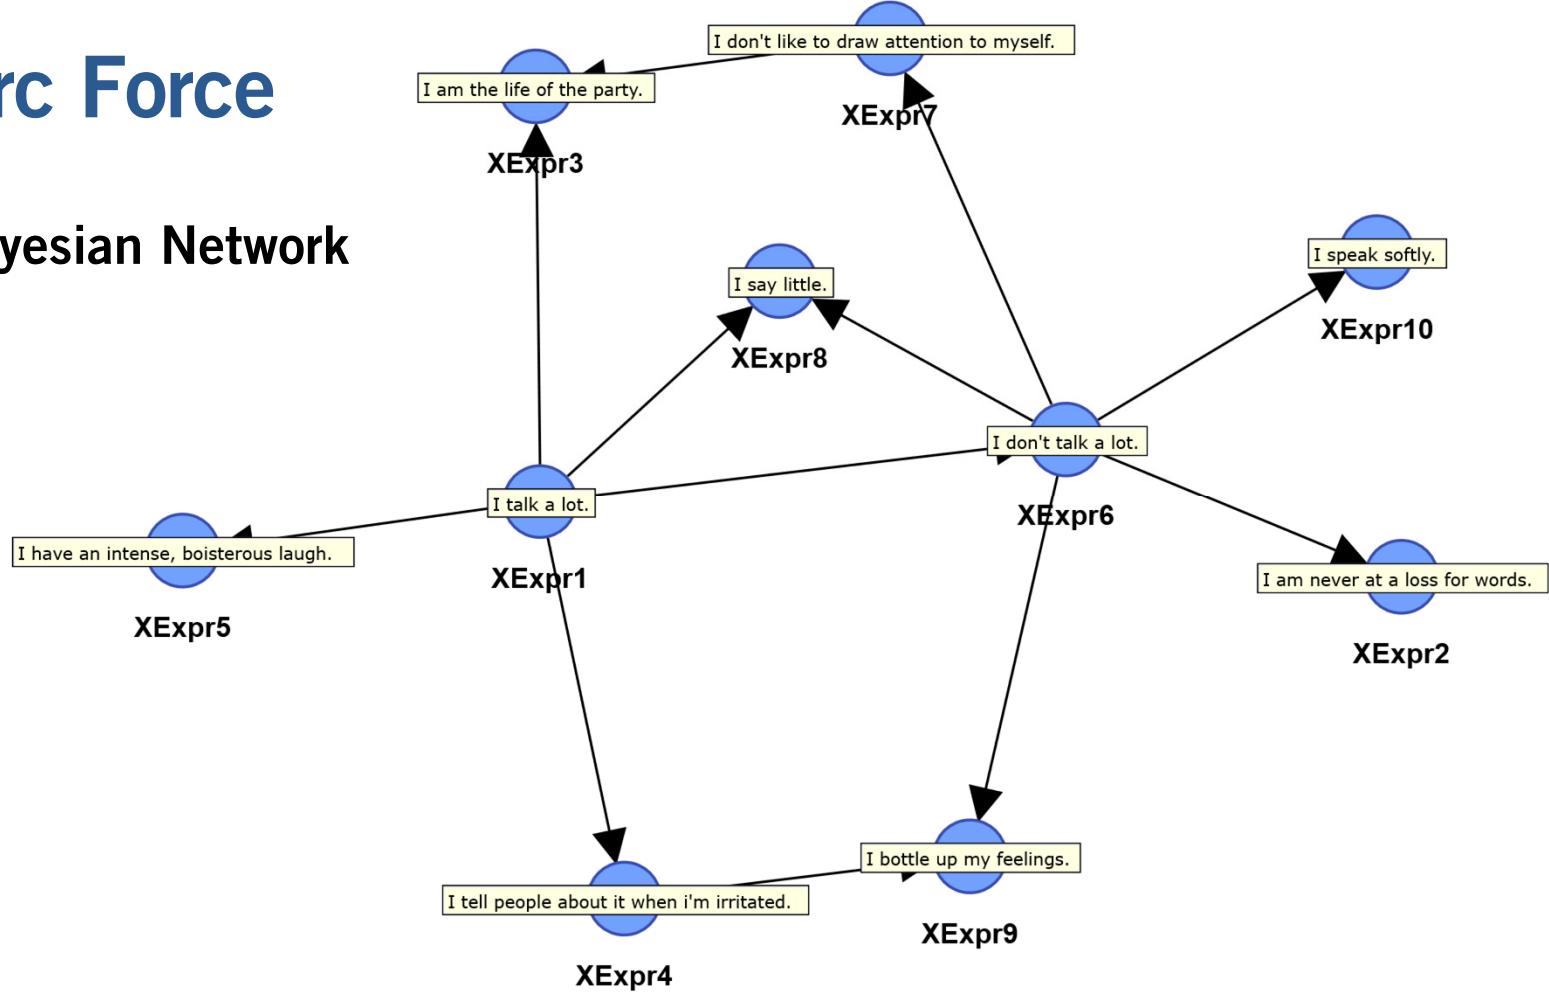 rc Force
yesian Network
I don't like to draw attention to myself.
XExpr7
I am the life of the party.
XExpr3
I speak softly.
XExpr10
I say little.
XExpr8
I don't talk a lot.
XExpr6
I talk a lot.
XExpr1
I have an intense, boisterous laugh.
XExpr5
I am never at a loss for words.
XExpr2
I bottle up my feelings.
XExpr9
I tell people about it when i'm irritated.
XExpr4